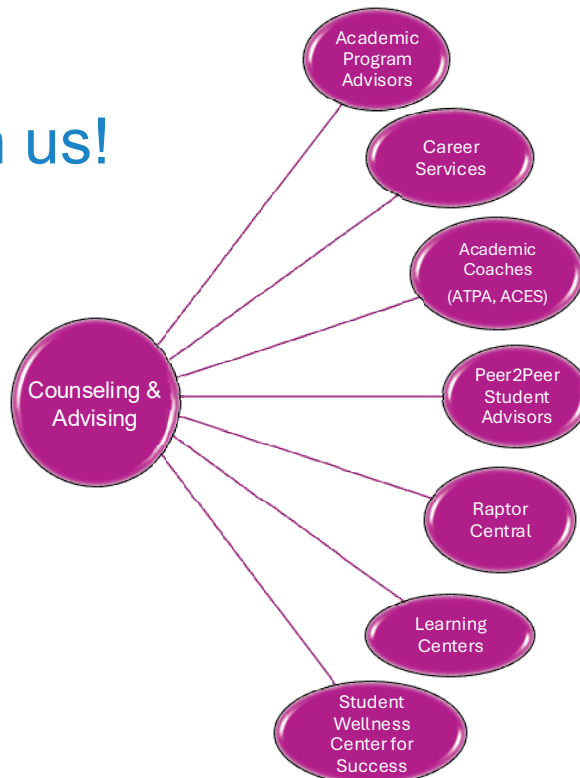 us!
Academic
Program
Advisors
Career
Services
Academic
Coaches
(ATPA, ACES)
Counseling &
Advising
Peer2Peer
Student
Advisors
Raptor
Central
Learning
Centers
Student
Wellness
Center for
Success